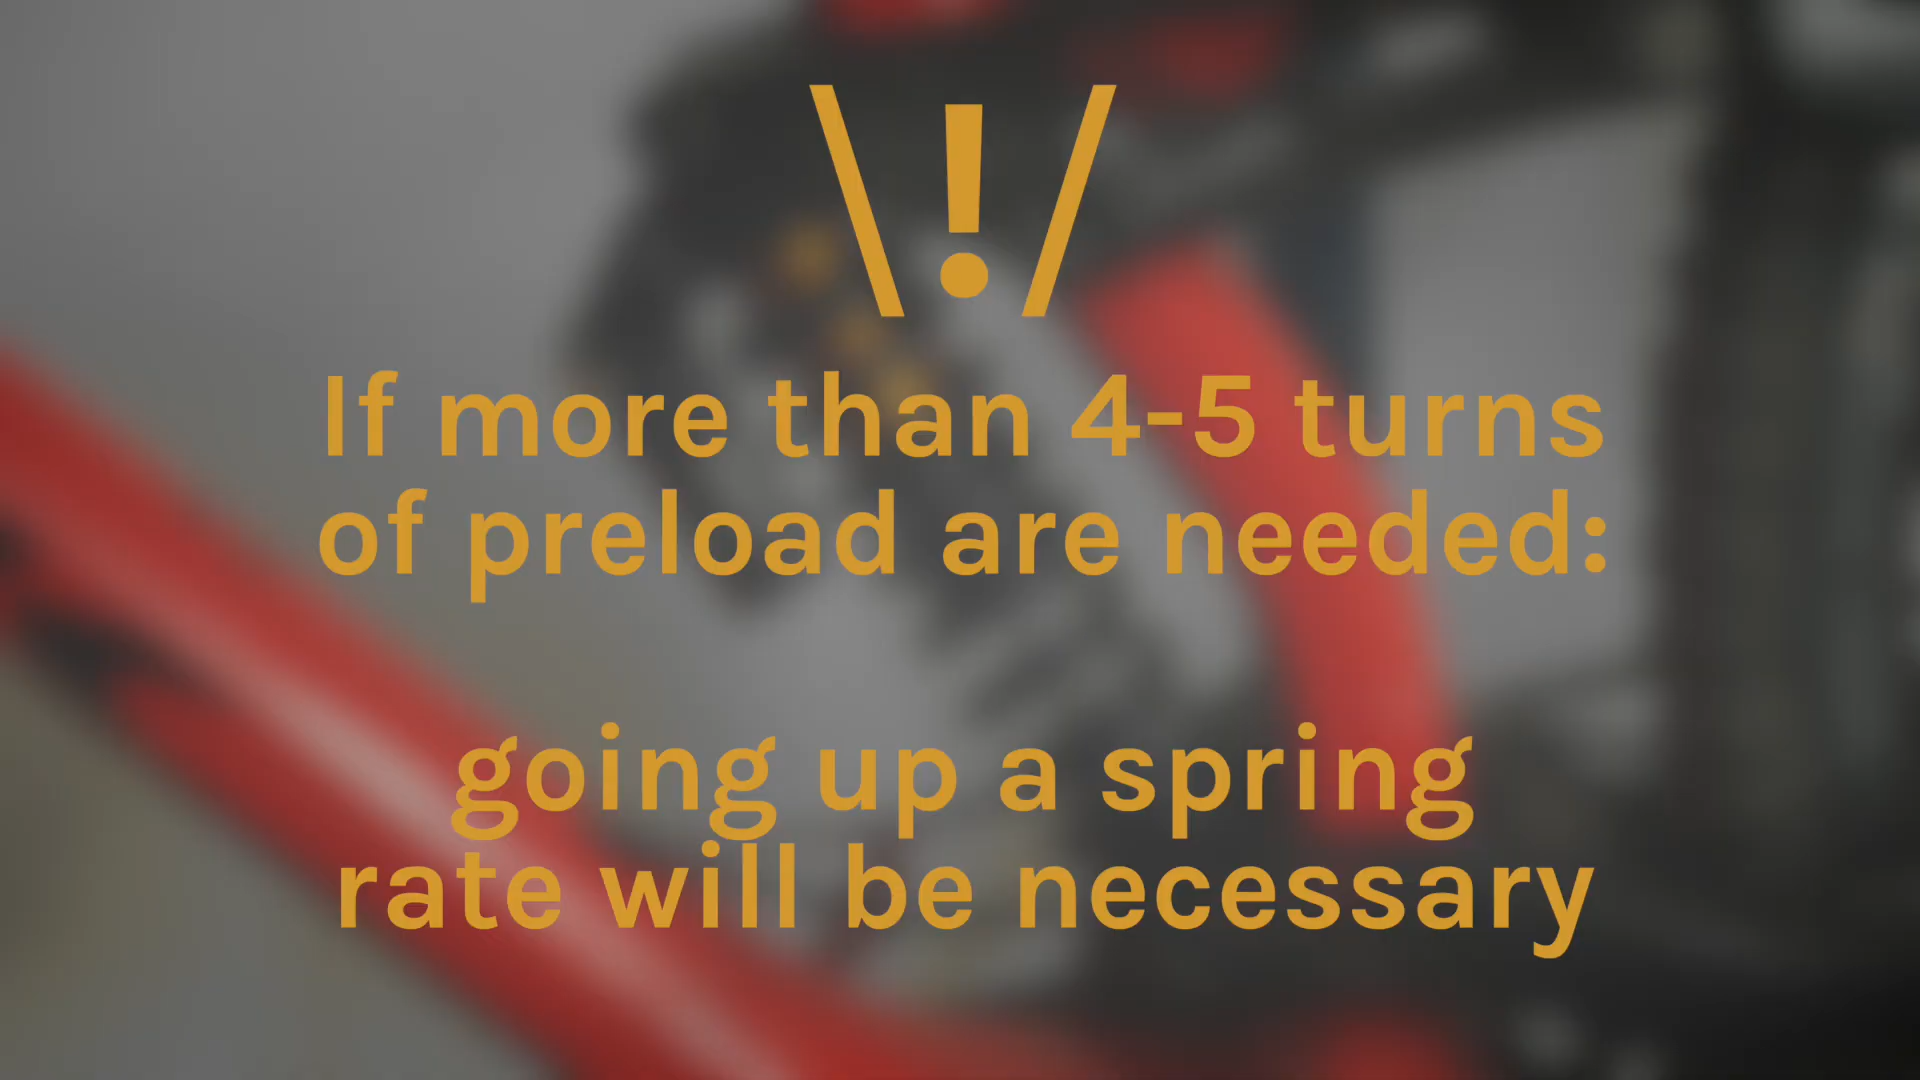 \!/
If more than 4-5 turns
of preload are needed:
going up a spring
rate will be necessary